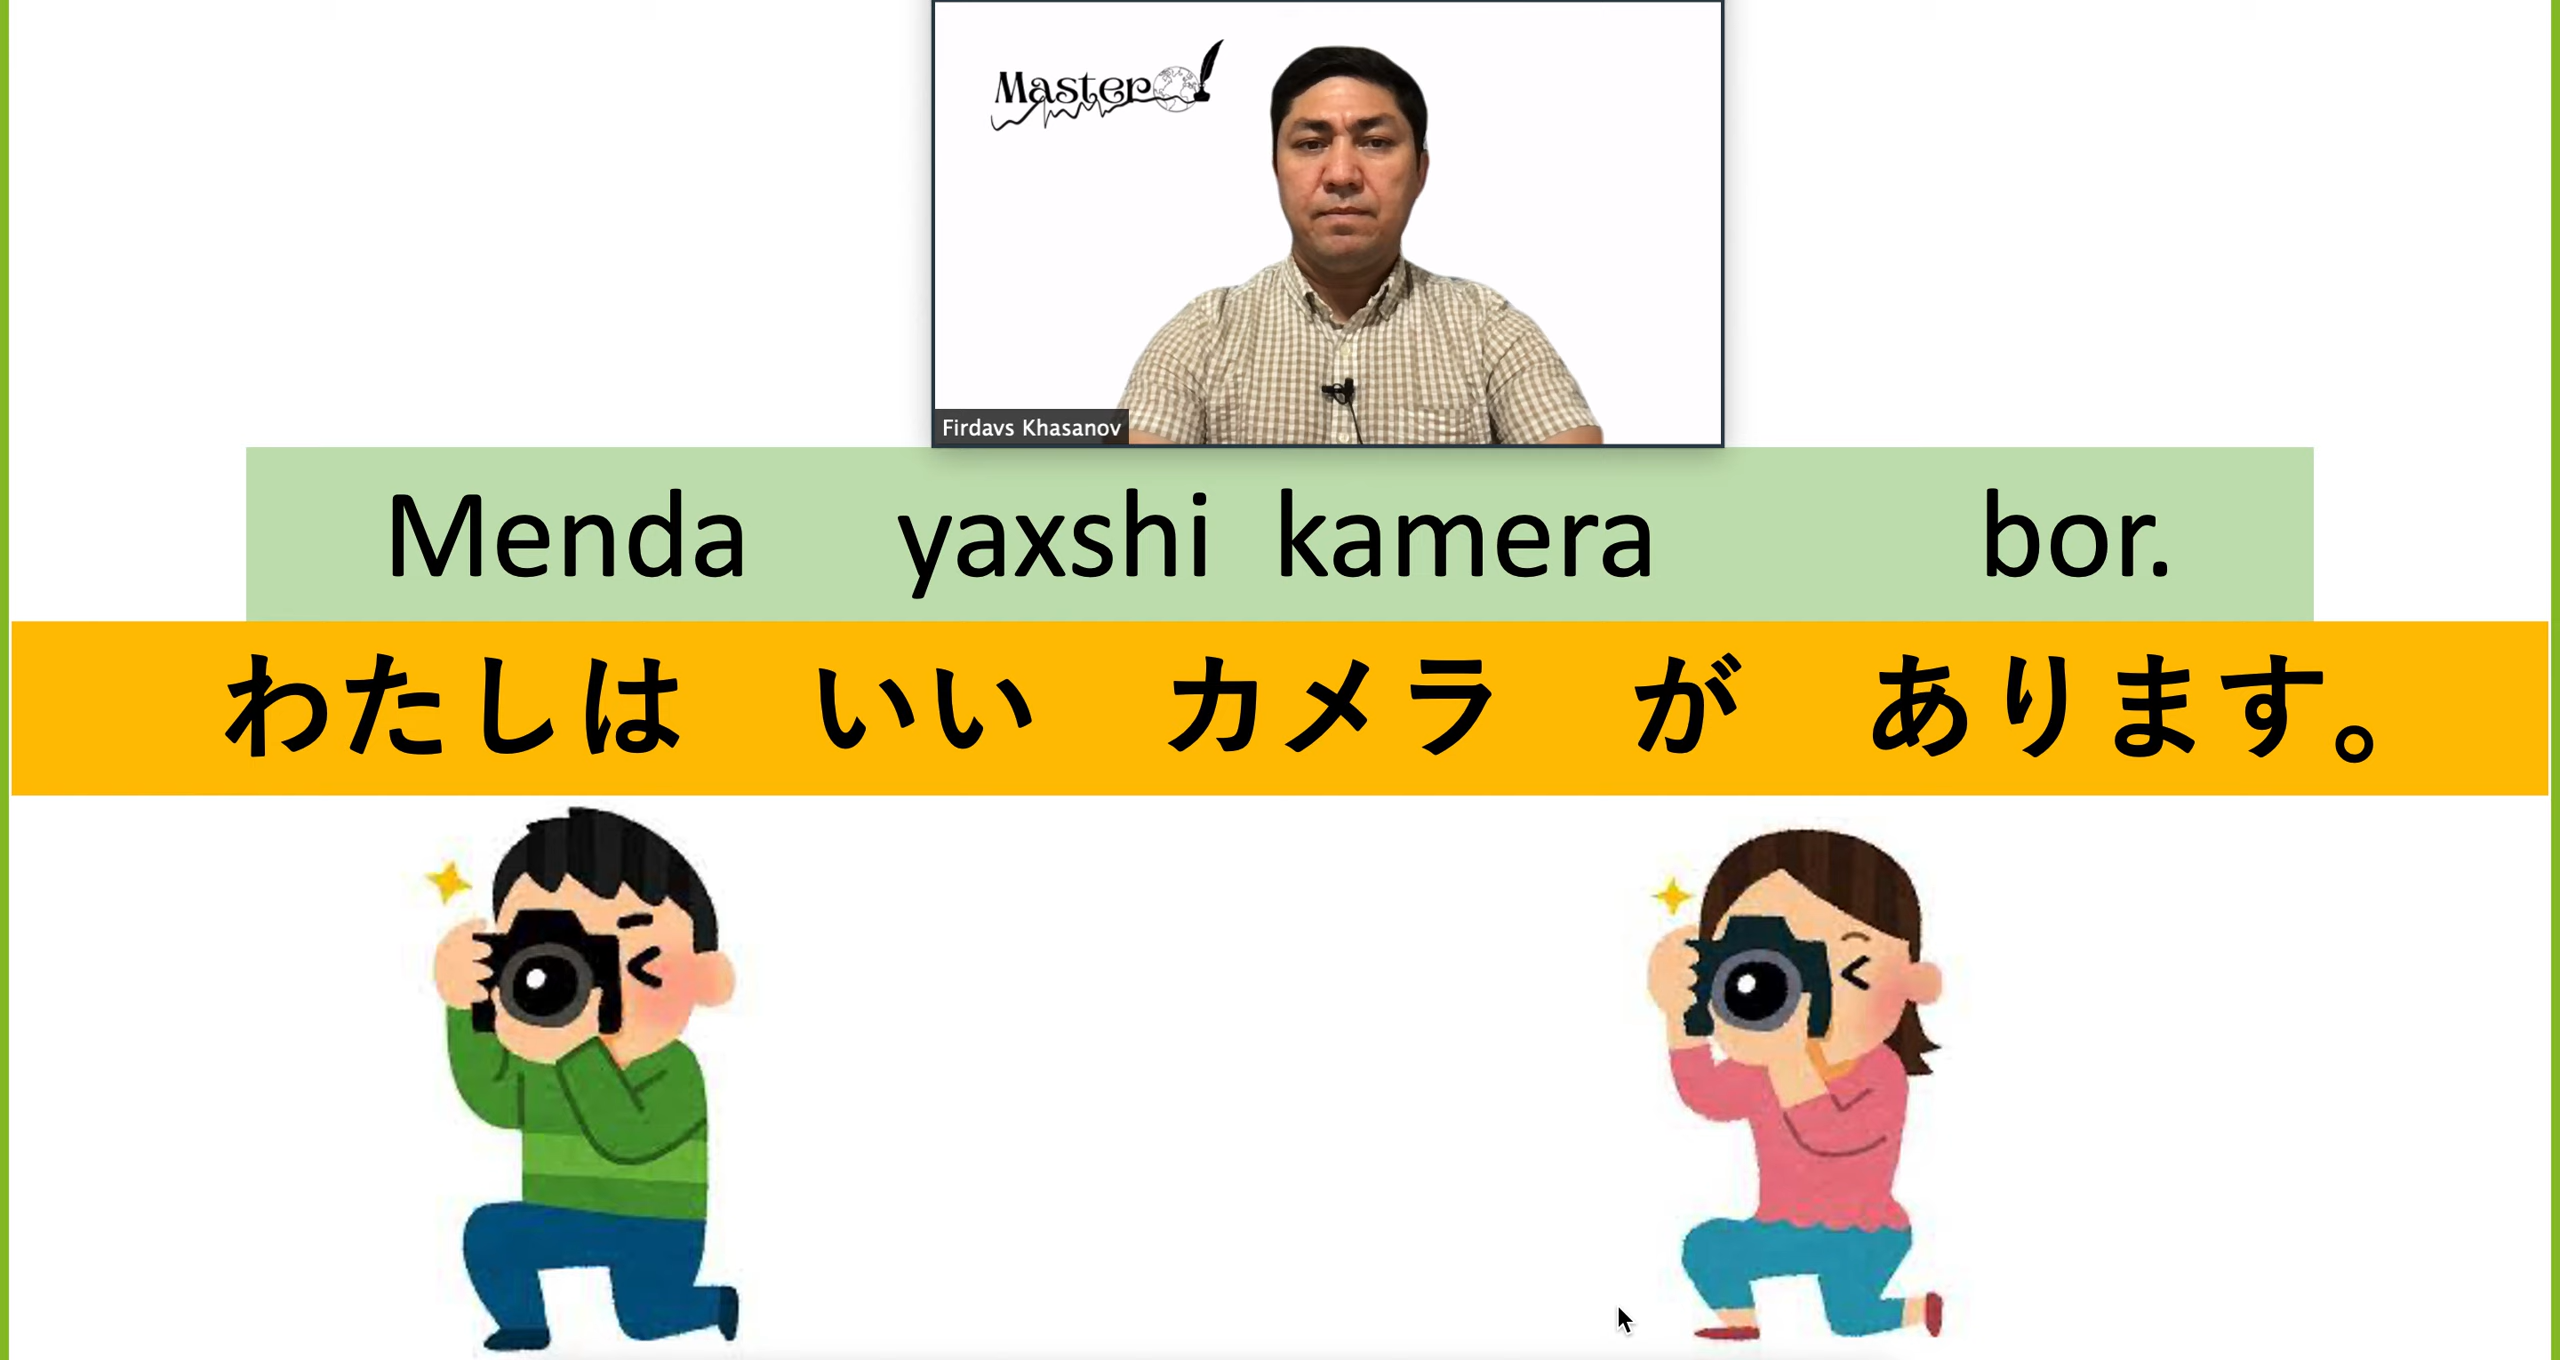 Master
Firdavs Khasanov
Menda yaxshi kamera bor.
わたしは　いい　カメラ　が　あります。